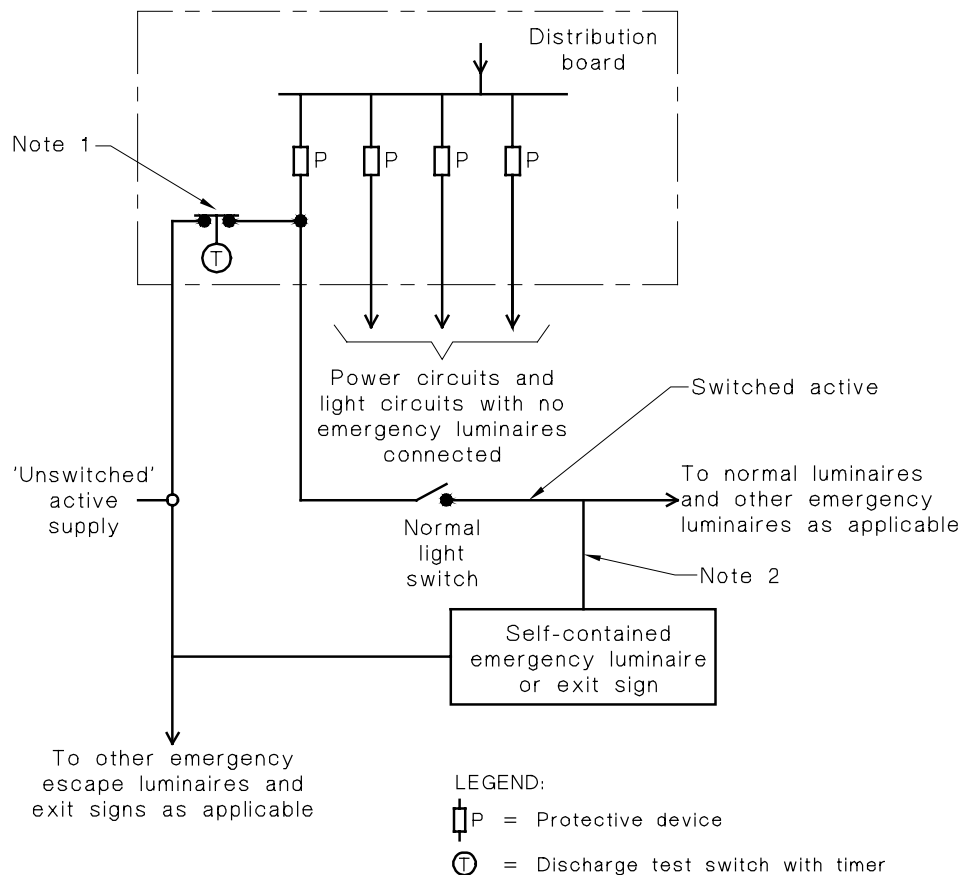 Distribution
board
Note 1
P
P
P
P
T
Power circuits and
light circuits with no
emergency luminaires
connected
Switched active
'Unswitched'
active
supply
To normal luminaires
and other emergency
luminaires as applicable
Normal
light
switch
Note 2
Self-contained
emergency luminaire
or exit sign
To other emergency
escape luminaires and
exit signs as applicable
LEGEND:
P = Protective device
T = Discharge test switch with timer